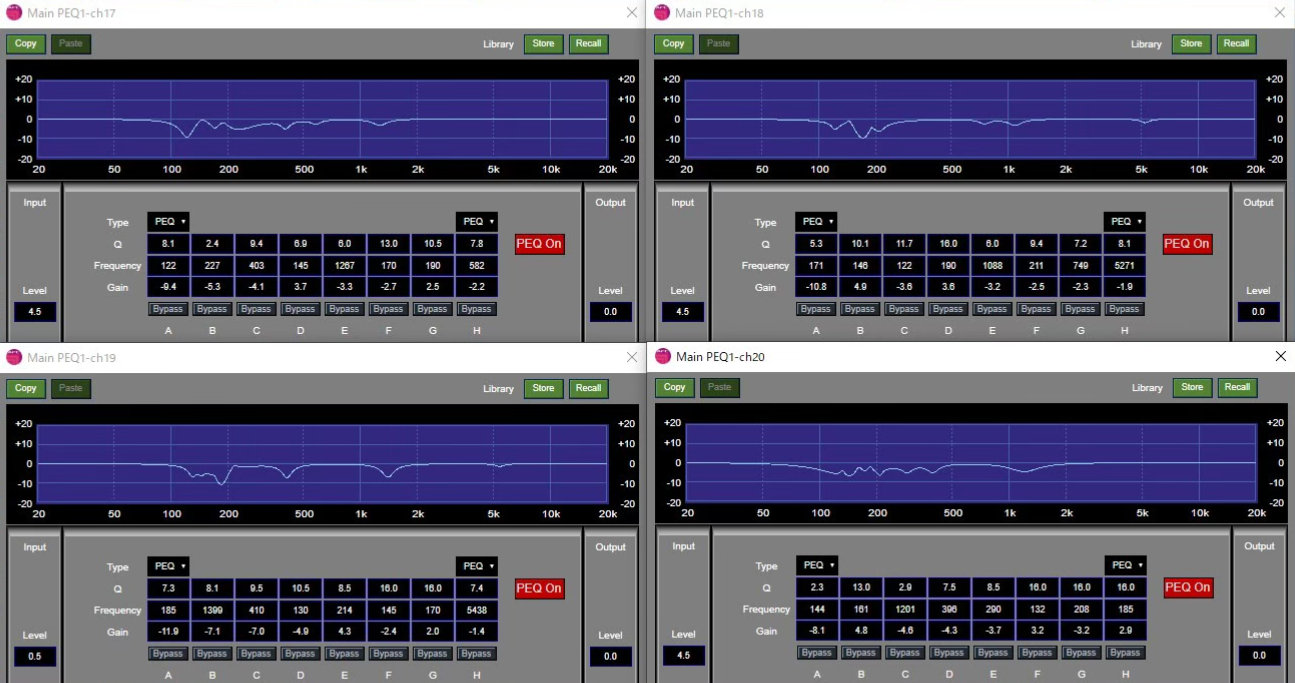 Main PEQ1-ch17
Copy Paste Library Store Recall
+20 +20
+10 +10
0 0
-10 -10
-20 -20
20 50 100 200 500 1k 2k 5k 10k 20k
Input Output
Type PEQ PEQ
Q 8.1 2.4 9.4 6.9 6.0 13.0 10.5 7.8 PEQ On
Frequency 122 227 403 145 1267 170 190 582
Gain -9.4 -5.3 -4.1 3.7 -3.3 -2.7 2.5 -2.2
Level Level
4.5 Bypass Bypass Bypass Bypass Bypass Bypass Bypass Bypass 0.0
A B C D E F G H
Main PEQ1-ch18
Copy Paste Library Store Recall
+20 +20
+10 +10
0 0
-10 -10
-20 -20
20 50 100 200 500 1k 2k 5k 10k 20k
Input Output
Type PEQ PEQ
Q 5.3 10.1 11.7 16.0 6.0 9.4 7.2 8.1 PEQ On
Frequency 171 146 122 190 1088 211 749 5271
Gain -10.8 4.9 -3.6 3.6 -3.2 -2.5 -2.3 -1.9
Level Level
4.5 Bypass Bypass Bypass Bypass Bypass Bypass Bypass Bypass 0.0
A B C D E F G H
Main PEQ1-ch19
Copy Paste Library Store Recall
+20 +20
+10 +10
0 0
-10 -10
-20 -20
20 50 100 200 500 1k 2k 5k 10k 20k
Input Output
Type PEQ PEQ
Q 7.3 8.1 9.5 10.5 8.5 16.0 16.0 7.4 PEQ On
Frequency 185 1399 410 130 214 145 170 5438
Gain -11.9 -7.1 -7.0 -4.9 4.3 -2.4 2.0 -1.4
Level Level
0.5 Bypass Bypass Bypass Bypass Bypass Bypass Bypass Bypass 0.0
A B C D E F G H
Main PEQ1-ch20
Copy Paste Library Store Recall
+20 +20
+10 +10
0 0
-10 -10
-20 -20
20 50 100 200 500 1k 2k 5k 10k 20k
Input Output
Type PEQ PEQ
Q 2.3 13.0 2.9 7.5 8.5 16.0 16.0 16.0 PEQ On
Frequency 144 161 1201 396 290 132 208 185
Gain -8.1 4.8 -4.6 -4.3 -3.7 3.2 -3.2 2.9
Level Level
4.5 Bypass Bypass Bypass Bypass Bypass Bypass Bypass Bypass 0.0
A B C D E F G H